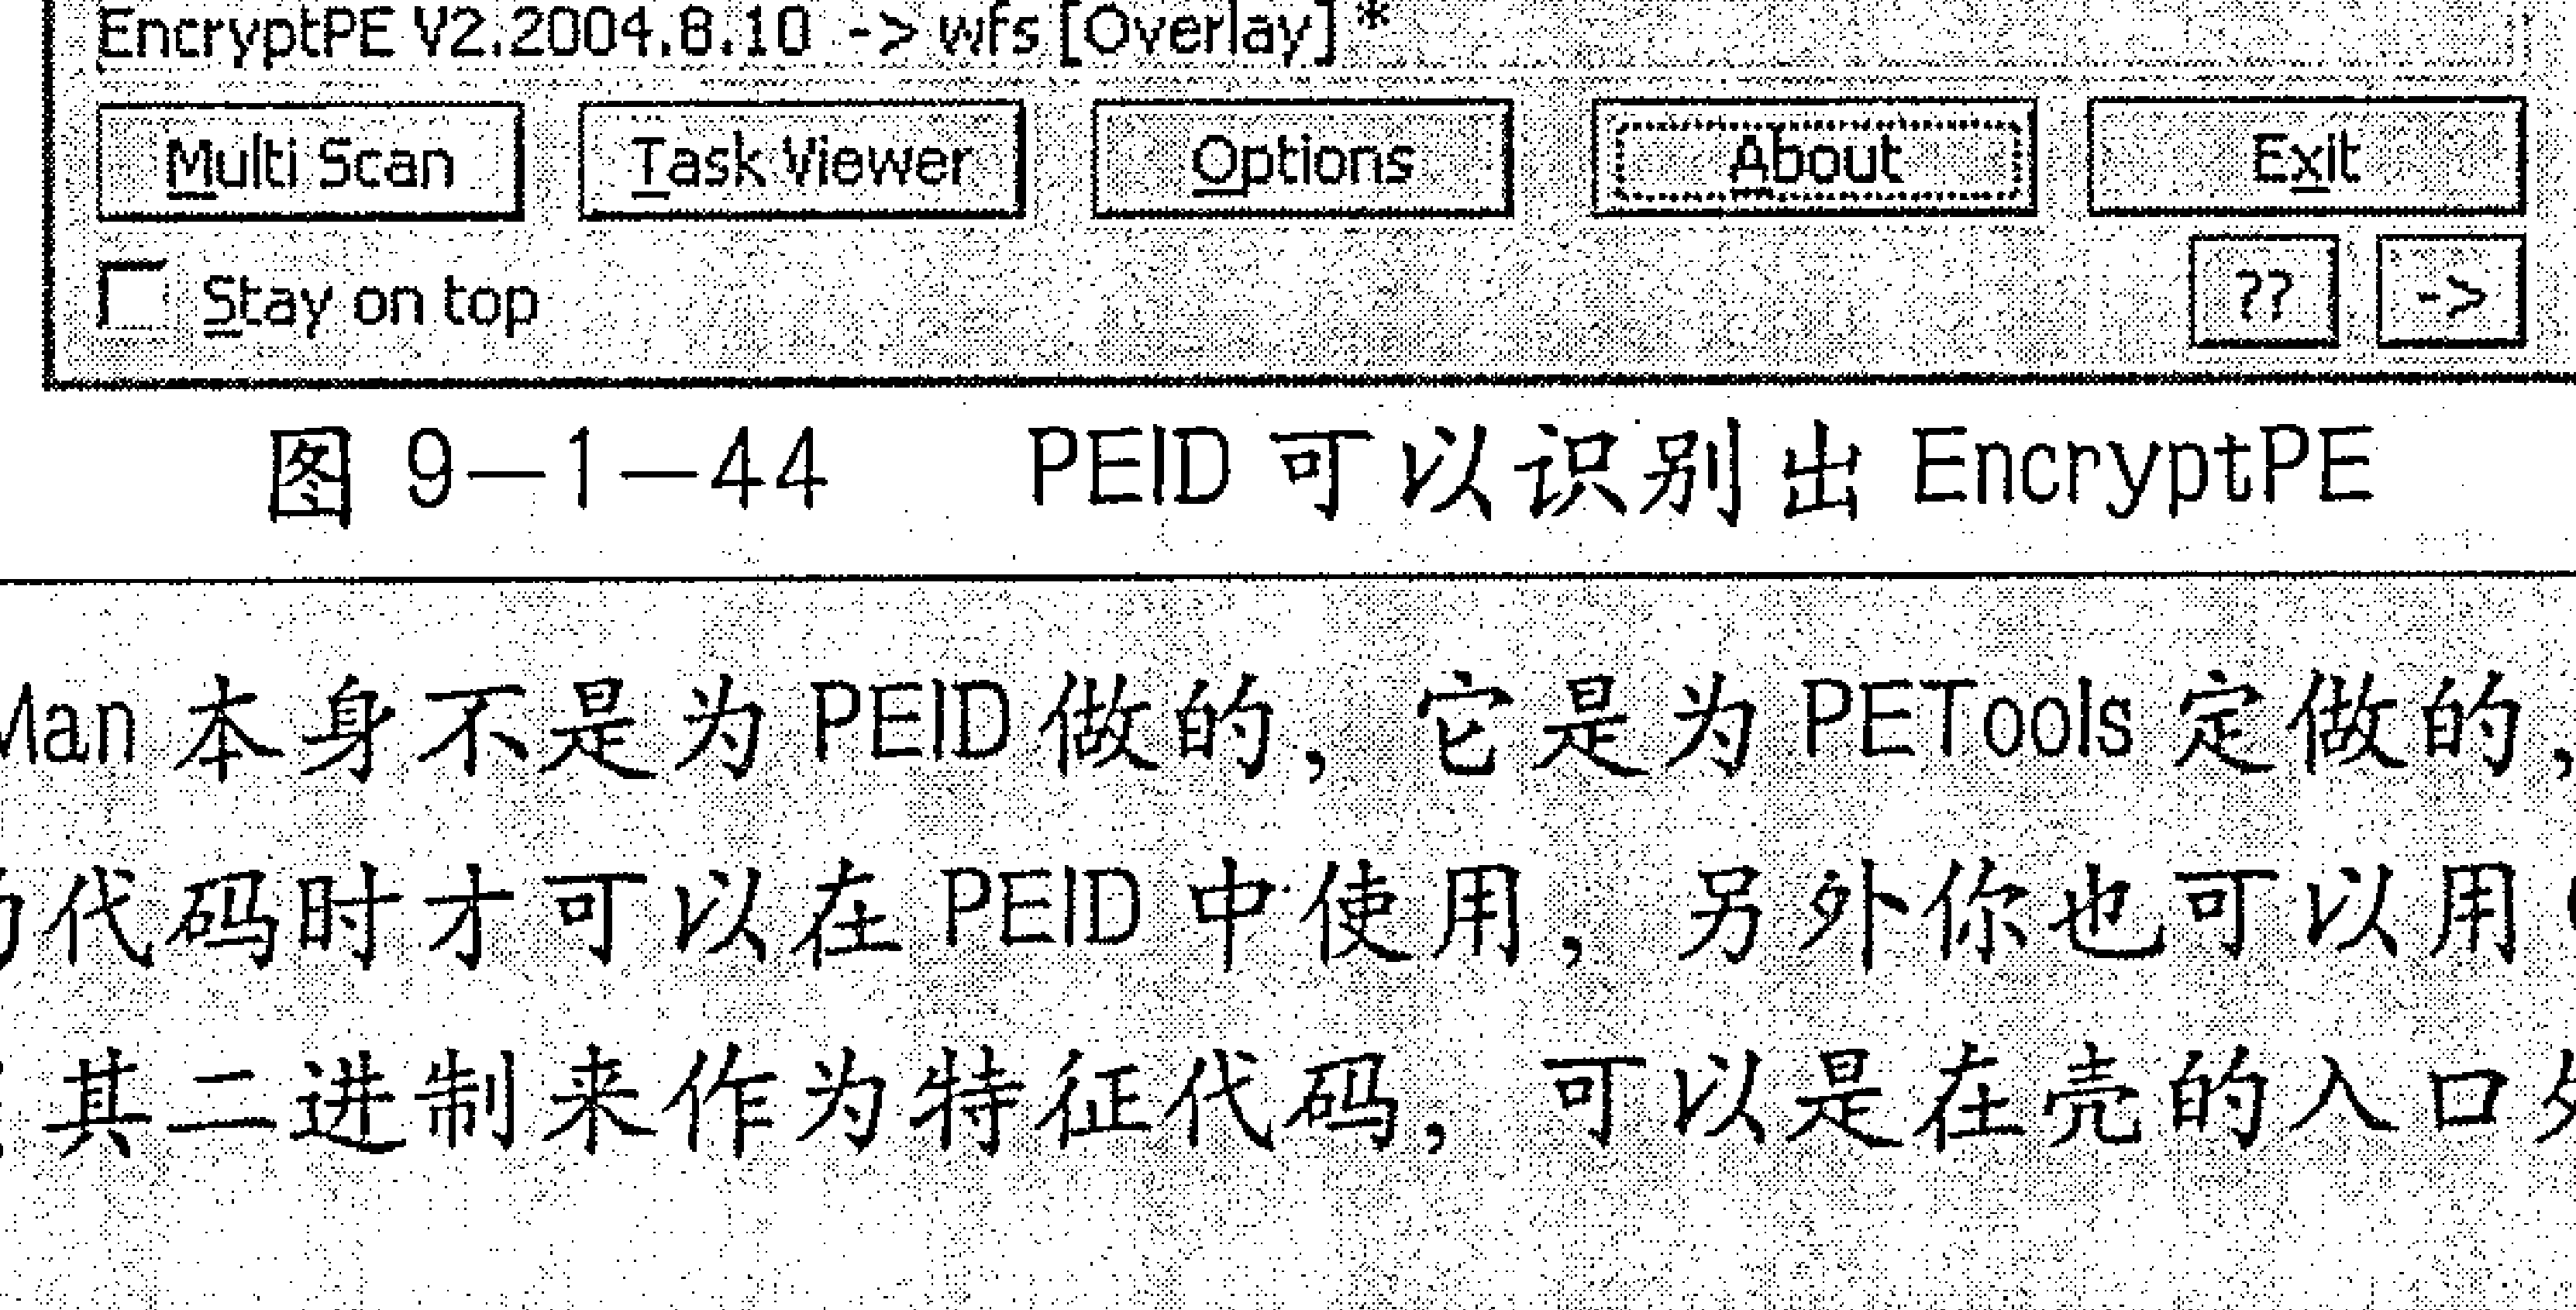 EncryptPE V2.2004.8.10 -> wfs [Overlay] *
Multi Scan Task Viewer Options About Exit
Stay on top ?? ->
图 9-1-44 PEID 可以识别出 EncryptPE
Man 本身不是为 PEID 做的，它是为 PETools 定做的，
代码时才可以在 PEID 中使用，另外你也可以用
其二进制来作为特征代码，可以是在壳的入口